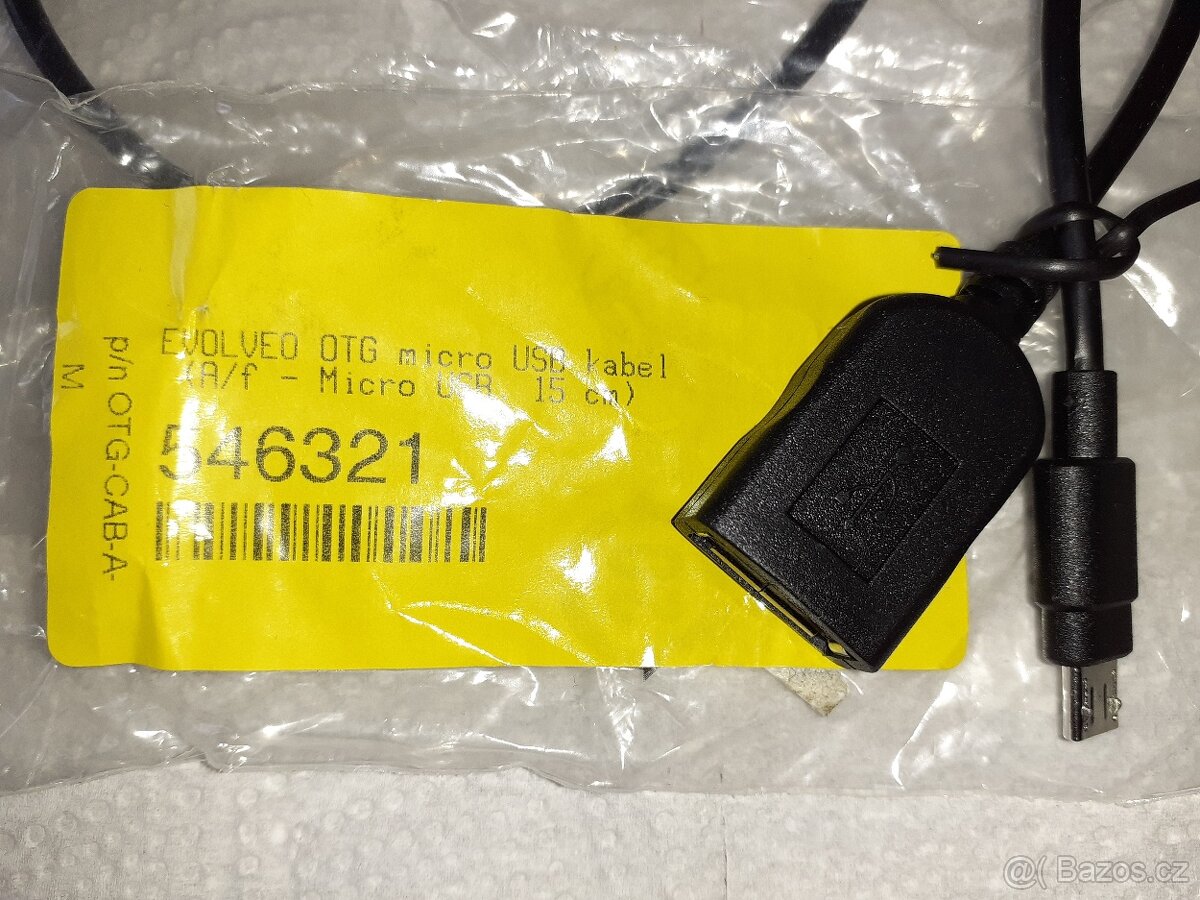 EVOLVEO OTG micro USB kabel
(A/f - Micro USB, 15 cm)
546321
p/n OTG-CAB-A-
M
@( Bazos.cz